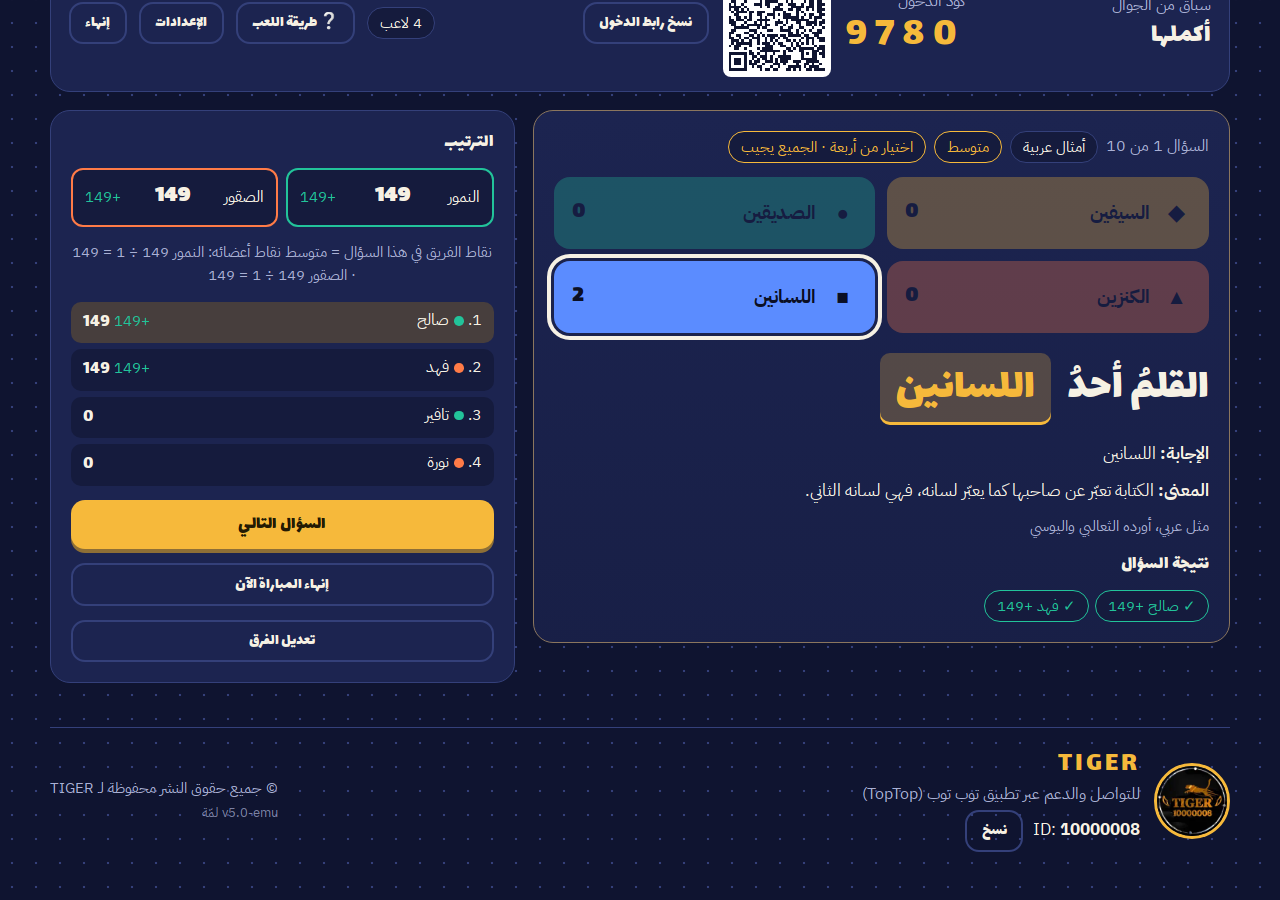 سباق من الجوال
أكملها
كود الدخول
9780
نسخ رابط الدخول
4 لاعب
❔ طريقة اللعب
الإعدادات
إنهاء
السؤال 1 من 10
أمثال عربية
متوسط
اختيار من أربعة · الجميع يجيب
◆ السيفين 0
● الصديقين 0
▲ الكنزين 0
■ اللسانين 2
القلمُ أحدُ اللسانين
الإجابة: اللسانين
المعنى: الكتابة تعبّر عن صاحبها كما يعبّر لسانه، فهي لسانه الثاني.
مثل عربي، أورده الثعالبي واليوسي
نتيجة السؤال
✓ صالح +149
✓ فهد +149
الترتيب
النمور 149 +149
الصقور 149 +149
نقاط الفريق في هذا السؤال = متوسط نقاط أعضائه: النمور 149 ÷ 1 = 149
· الصقور 149 ÷ 1 = 149
1. صالح +149 149
2. فهد +149 149
3. تافير 0
4. نورة 0
السؤال التالي
إنهاء المباراة الآن
تعديل الفرق
TIGER
10000008
TIGER
للتواصل والدعم عبر تطبيق توب توب (TopTop)
ID: 10000008
نسخ
© جميع حقوق النشر محفوظة لـ TIGER
لمّة v5.0-emu